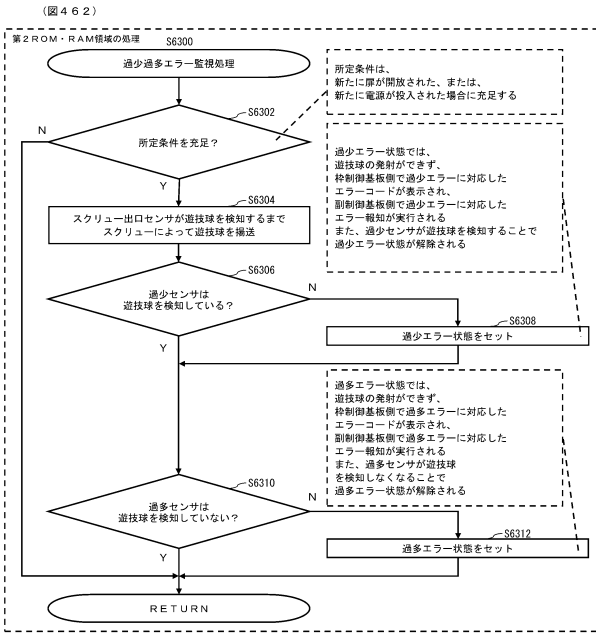 （図４６２）
第２ＲＯＭ・ＲＡＭ領域の処理
S6300
過少過多エラー監視処理
所定条件は、
新たに扉が開放された、または、
新たに電源が投入された場合に充足する
S6302
所定条件を充足？
N
Y
過少エラー状態では、
遊技球の発射ができず、
枠制御基板側で過少エラーに対応した
エラーコードが表示され、
副制御基板側で過少エラーに対応した
エラー報知が実行される
また、過少センサが遊技球を検知することで
過少エラー状態が解除される
S6304
スクリュー出口センサが遊技球を検知するまで
スクリューによって遊技球を揚送
S6306
過少センサは
遊技球を検知している？
N
Y
S6308
過少エラー状態をセット
過多エラー状態では、
遊技球の発射ができず、
枠制御基板側で過多エラーに対応した
エラーコードが表示され、
副制御基板側で過多エラーに対応した
エラー報知が実行される
また、過多センサが遊技球
を検知しなくなることで
過多エラー状態が解除される
S6310
過多センサは
遊技球を検知していない？
N
Y
S6312
過多エラー状態をセット
ＲＥＴＵＲＮ